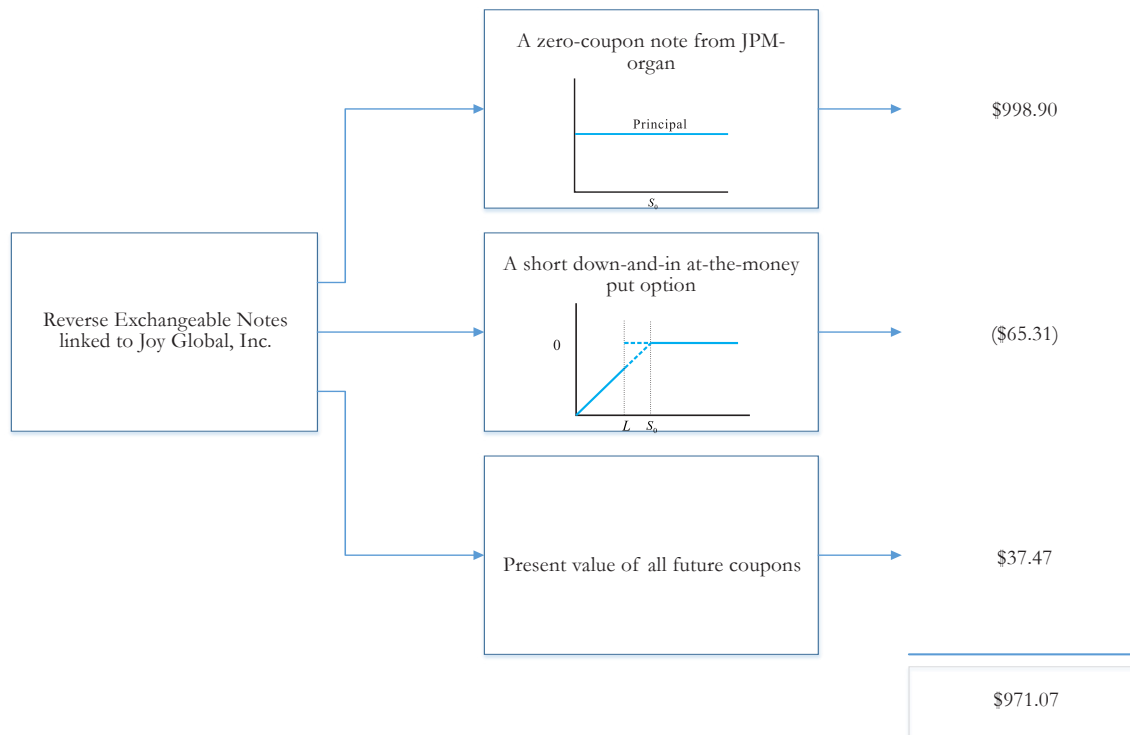 A zero-coupon note from JPM-
organ
Principal
S₀
$998.90
Reverse Exchangeable Notes
linked to Joy Global, Inc.
A short down-and-in at-the-money
put option
0
L S₀
($65.31)
Present value of all future coupons
$37.47
$971.07